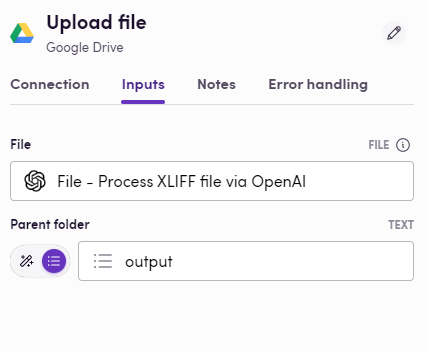 Upload file
Google Drive
Connection Inputs Notes Error handling
File FILE
File - Process XLIFF file via OpenAI
Parent folder TEXT
output